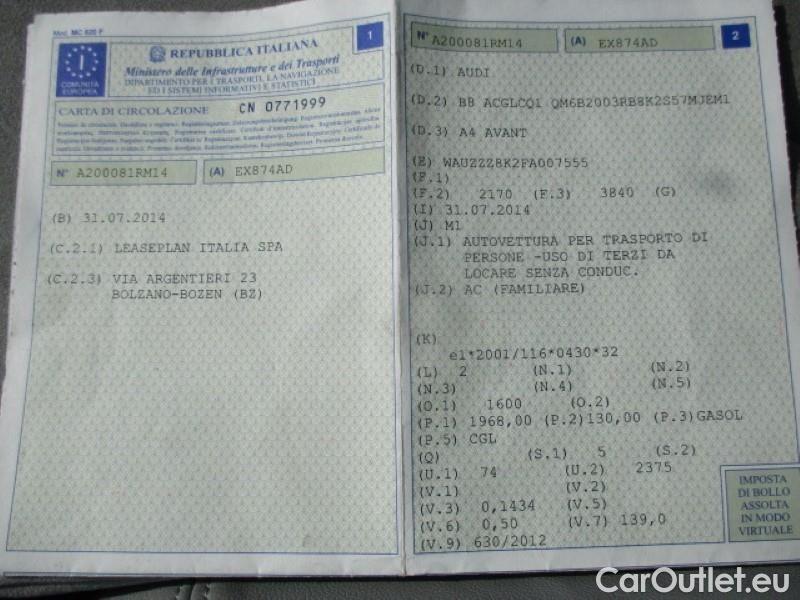 Mod. MC 820 F
1
I
COMUNITÀ
EUROPEA
REPUBBLICA ITALIANA
Ministero delle Infrastrutture e dei Trasporti
DIPARTIMENTO PER I TRASPORTI, LA NAVIGAZIONE
ED I SISTEMI INFORMATIVI E STATISTICI
CARTA DI CIRCOLAZIONE CN 0771999
N° A200081RM14 (A) EX874AD
(B) 31.07.2014
(C.2.1) LEASEPLAN ITALIA SPA
(C.2.3) VIA ARGENTIERI 23
BOLZANO-BOZEN (BZ)
N° A200081RM14 (A) EX874AD 2
(D.1) AUDI
(D.2) B8 ACGLCQ1 QM6B2003RB8K2S57MJEM1
(D.3) A4 AVANT
(E) WAUZZZ8K2FA007555
(F.1)
(F.2) 2170 (F.3) 3840 (G)
(I) 31.07.2014
(J) M1
(J.1) AUTOVETTURA PER TRASPORTO DI
PERSONE -USO DI TERZI DA
LOCARE SENZA CONDUC.
(J.2) AC (FAMILIARE)
(K)
e1*2001/116*0430*32
(L) 2 (N.1) (N.2)
(N.3) (N.4) (N.5)
(O.1) 1600 (O.2)
(P.1) 1968,00 (P.2)130,00 (P.3)GASOL
(P.5) CGL
(Q) (S.1) 5 (S.2)
(U.1) 74 (U.2) 2375
(V.1) (V.2)
(V.3) 0,1434 (V.5)
(V.6) 0,50 (V.7) 139,0
(V.9) 630/2012
IMPOSTA
DI BOLLO
ASSOLTA
IN MODO
VIRTUALE
CarOutlet.eu